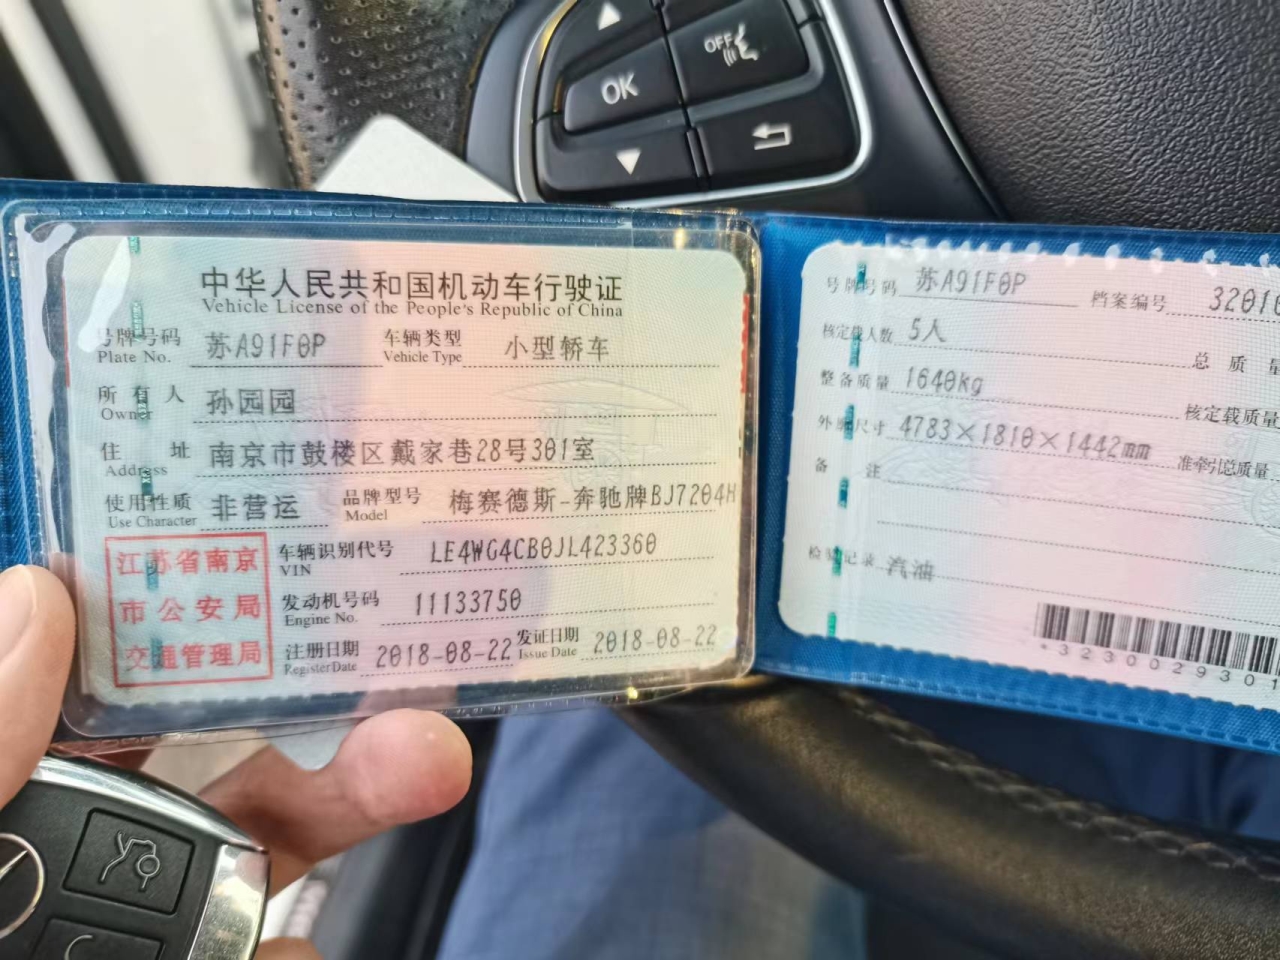 OFF
OK
中华人民共和国机动车行驶证
Vehicle License of the People's Republic of China
号牌号码 苏A91F0P 车辆类型 小型轿车
Plate No. Vehicle Type
所有人 孙园园
Owner
住址 南京市鼓楼区戴家巷28号301室
Address
使用性质 非营运 品牌型号 梅赛德斯-奔驰牌BJ7204H
Use Character Model
江苏省南京
市公安局
交通管理局
车辆识别代号 LE4WG4CB0JL423360
VIN
发动机号码 11133750
Engine No.
注册日期 2018-08-22 发证日期 2018-08-22
Register Date Issue Date
号牌号码 苏A91F0P 档案编号 3201
核定载人数 5人 总质量
整备质量 1640kg 核定载质量
外廓尺寸 4783×1810×1442mm 准牵引总质量
备注
检验记录 汽油
*323002930